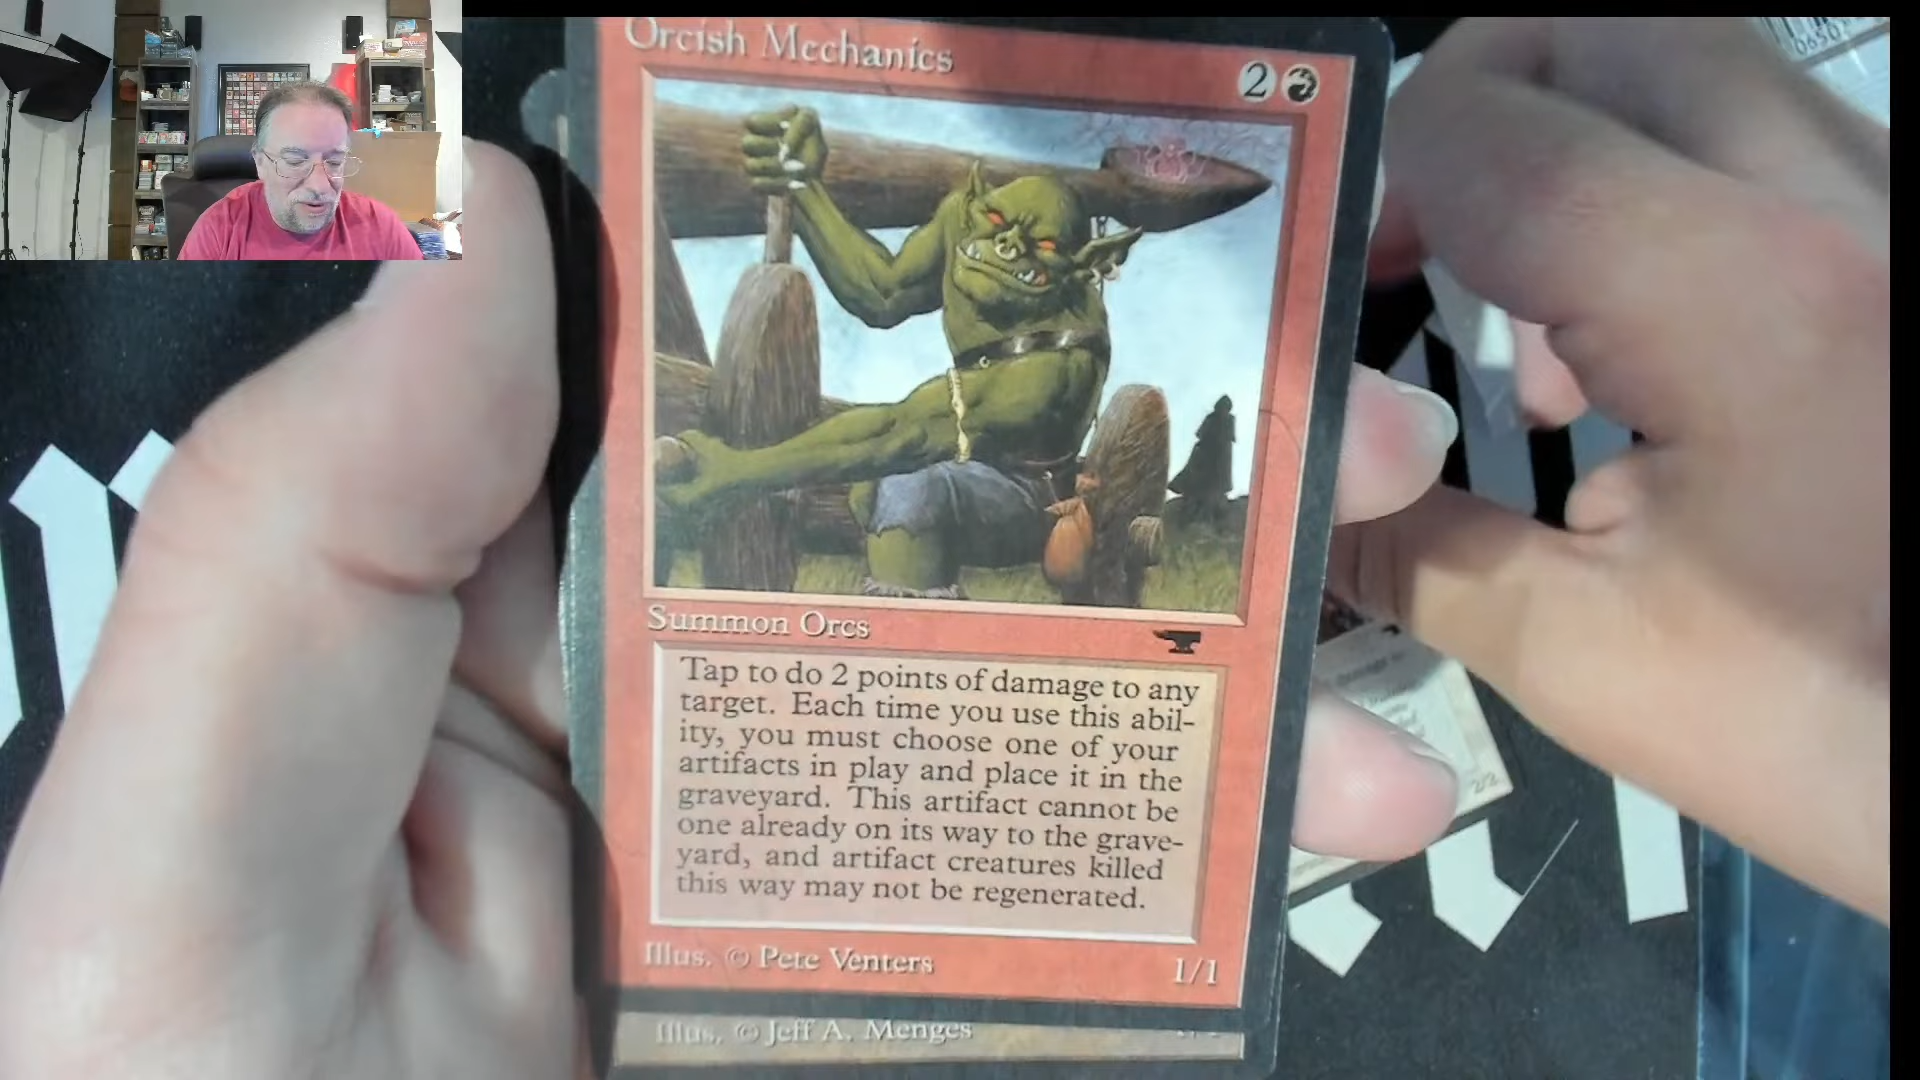 Orcish Mechanics
2
Summon Orcs
Tap to do 2 points of damage to any
target. Each time you use this abil-
ity, you must choose one of your
artifacts in play and place it in the
graveyard. This artifact cannot be
one already on its way to the grave-
yard, and artifact creatures killed
this way may not be regenerated.
Illus. © Pete Venters
1/1
Illus. © Jeff A. Menges
2/2